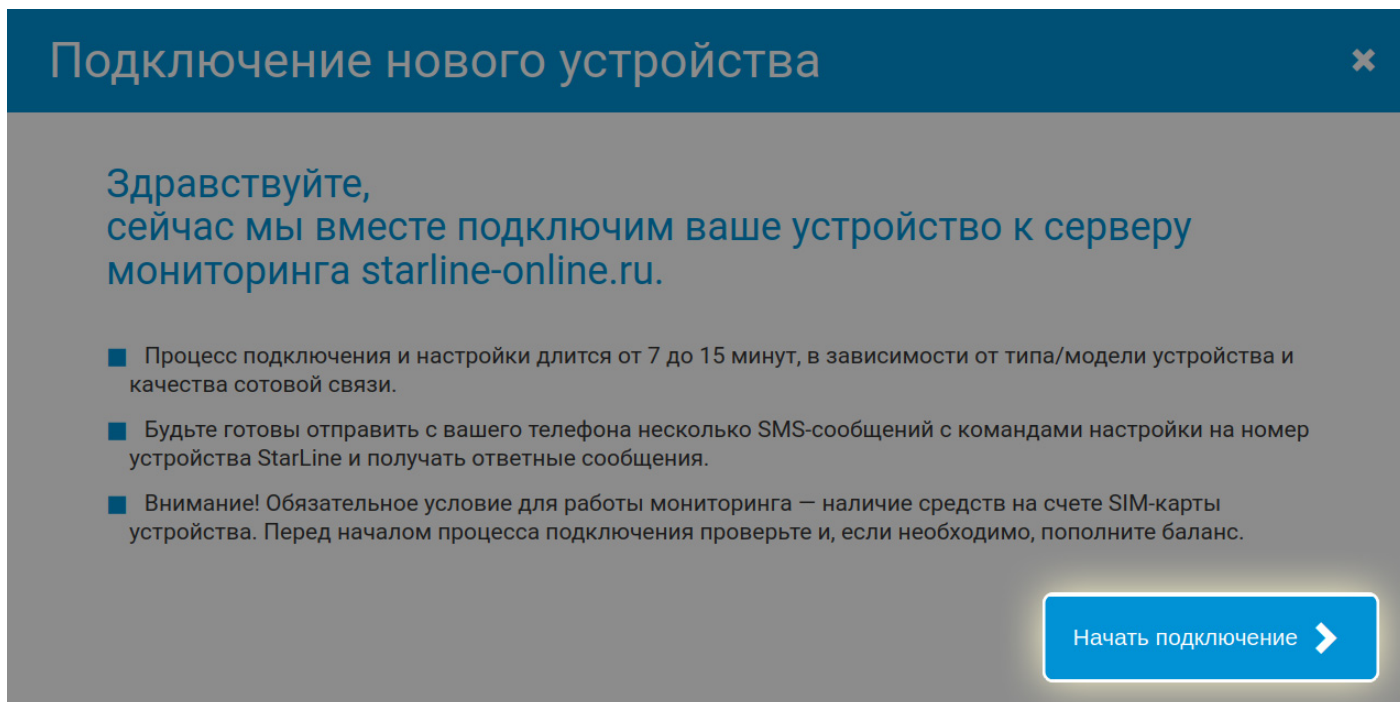 Подключение нового устройства
Здравствуйте,
сейчас мы вместе подключим ваше устройство к серверу
мониторинга starline-online.ru.
Процесс подключения и настройки длится от 7 до 15 минут, в зависимости от типа/модели устройства и
качества сотовой связи.
Будьте готовы отправить с вашего телефона несколько SMS-сообщений с командами настройки на номер
устройства StarLine и получать ответные сообщения.
Внимание! Обязательное условие для работы мониторинга — наличие средств на счете SIM-карты
устройства. Перед началом процесса подключения проверьте и, если необходимо, пополните баланс.
Начать подключение